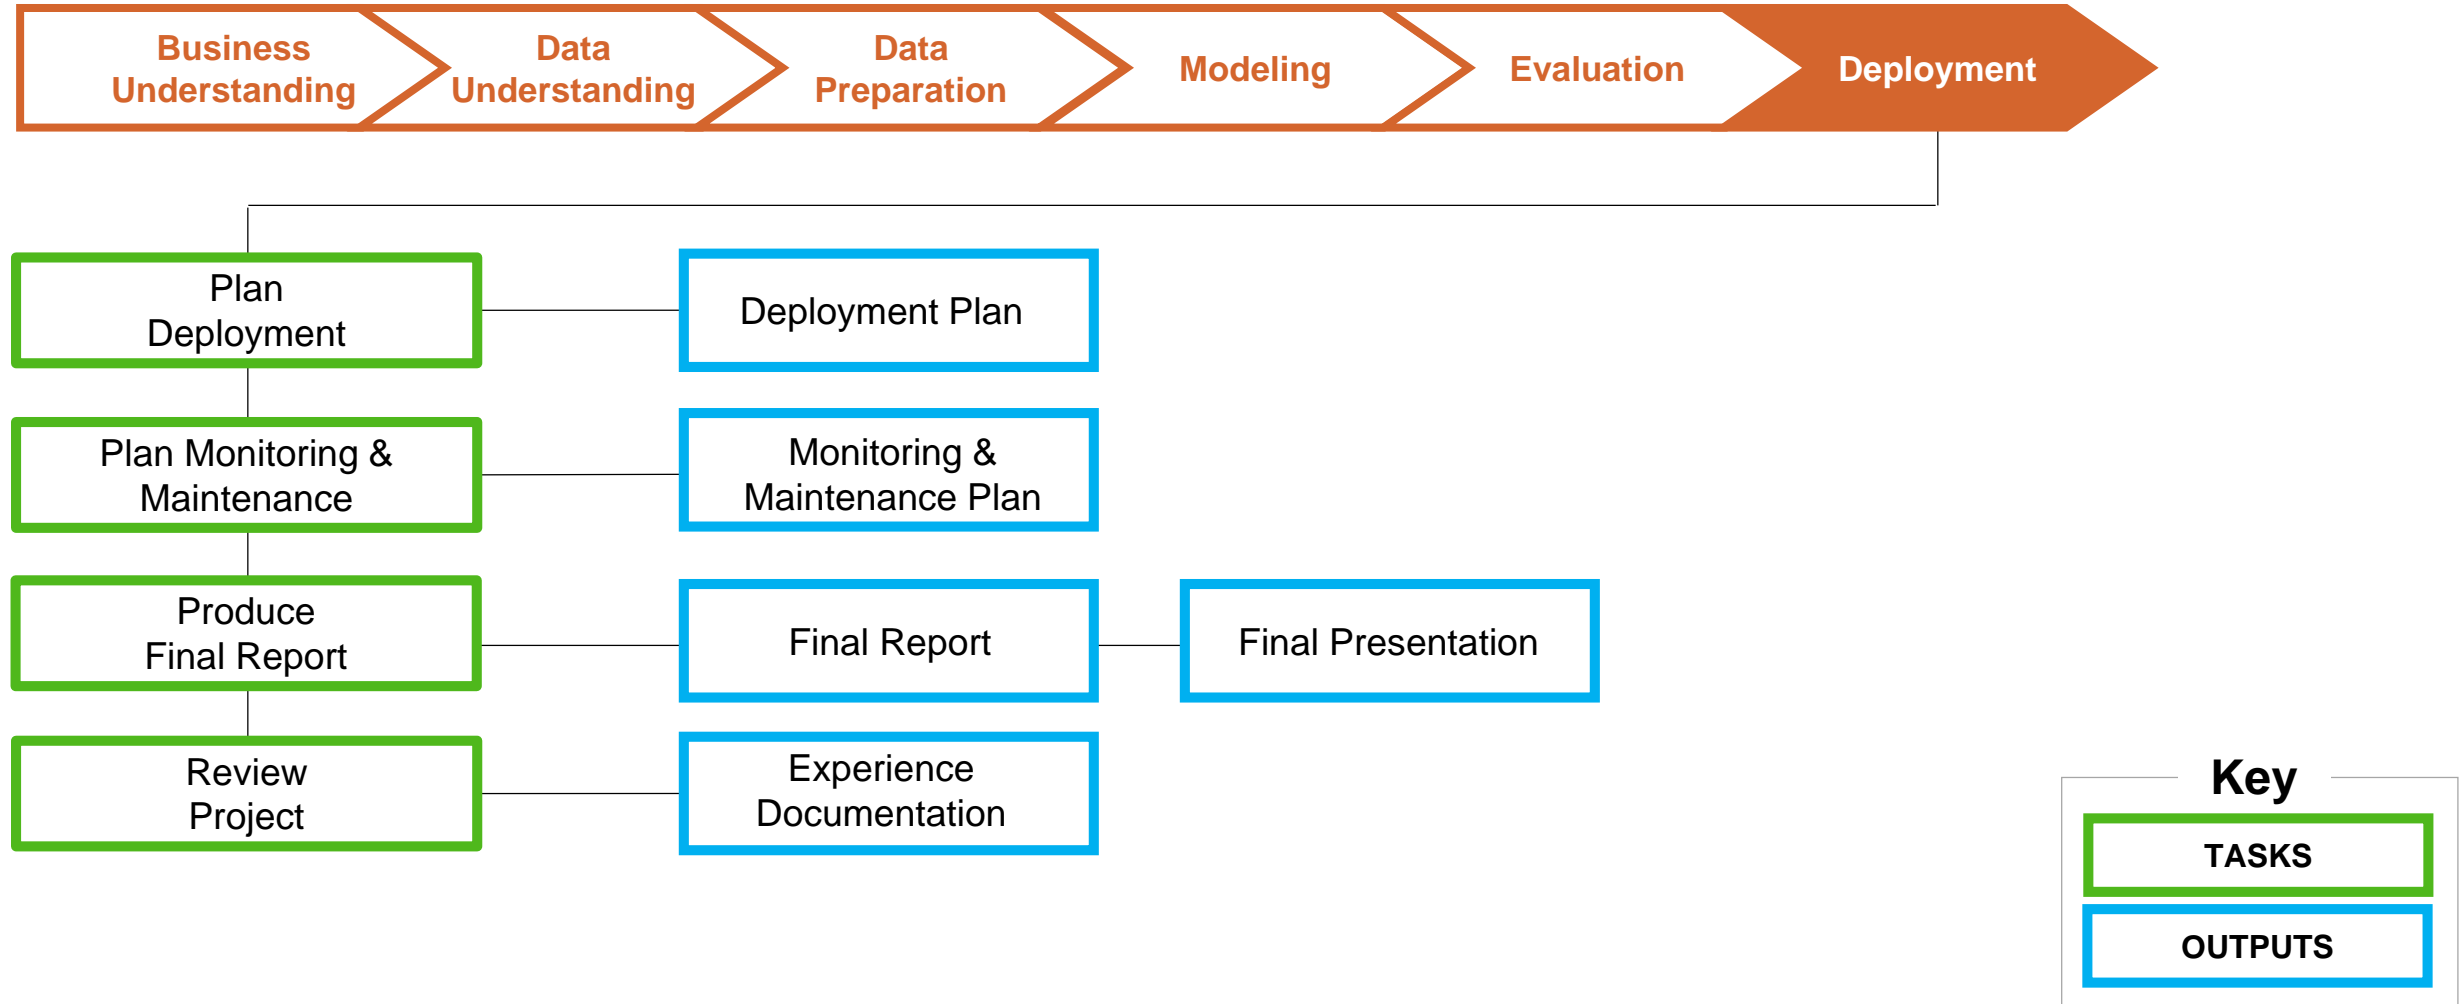 Business
Understanding
Data
Understanding
Data
Preparation
Modeling
Evaluation
Deployment
Plan
Deployment
Deployment Plan
Plan Monitoring &
Maintenance
Monitoring &
Maintenance Plan
Produce
Final Report
Final Report
Final Presentation
Review
Project
Experience
Documentation
Key
TASKS
OUTPUTS